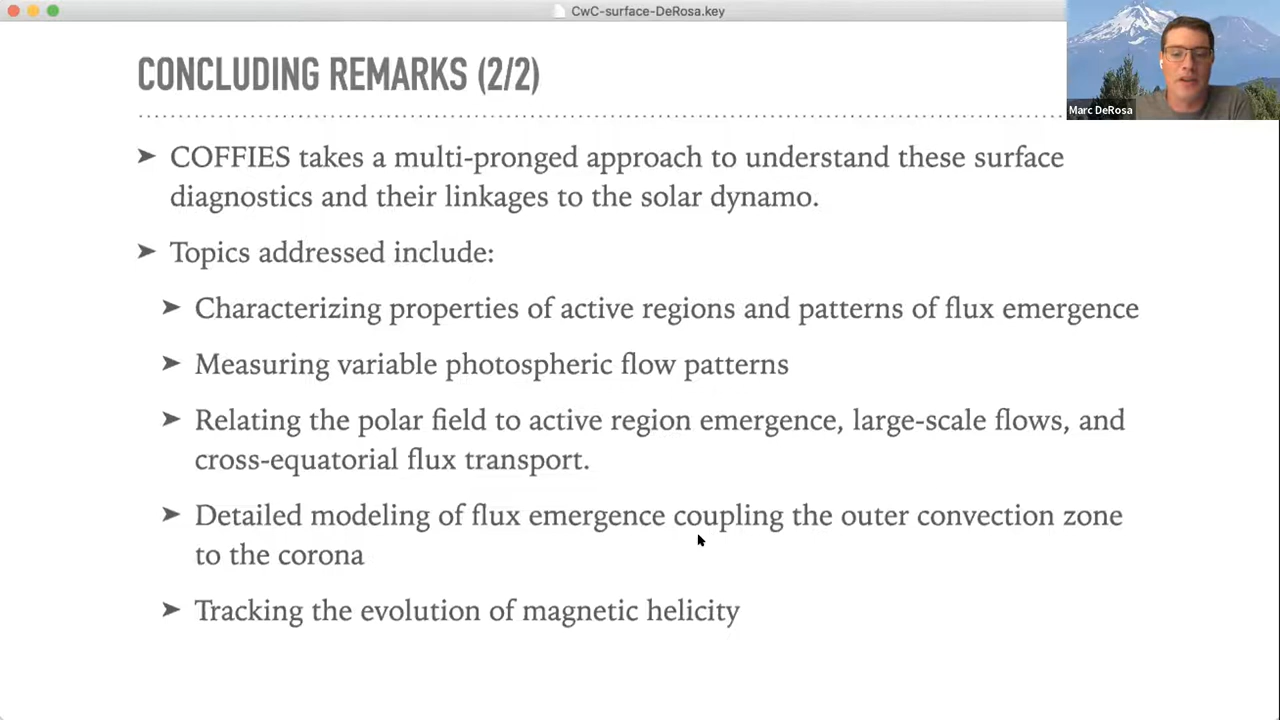 CwC-surface-DeRosa.key
CONCLUDING REMARKS (2/2)
Marc DeRosa
➤ COFFIES takes a multi-pronged approach to understand these surface
diagnostics and their linkages to the solar dynamo.
➤ Topics addressed include:
➤ Characterizing properties of active regions and patterns of flux emergence
➤ Measuring variable photospheric flow patterns
➤ Relating the polar field to active region emergence, large-scale flows, and
cross-equatorial flux transport.
➤ Detailed modeling of flux emergence coupling the outer convection zone
to the corona
➤ Tracking the evolution of magnetic helicity